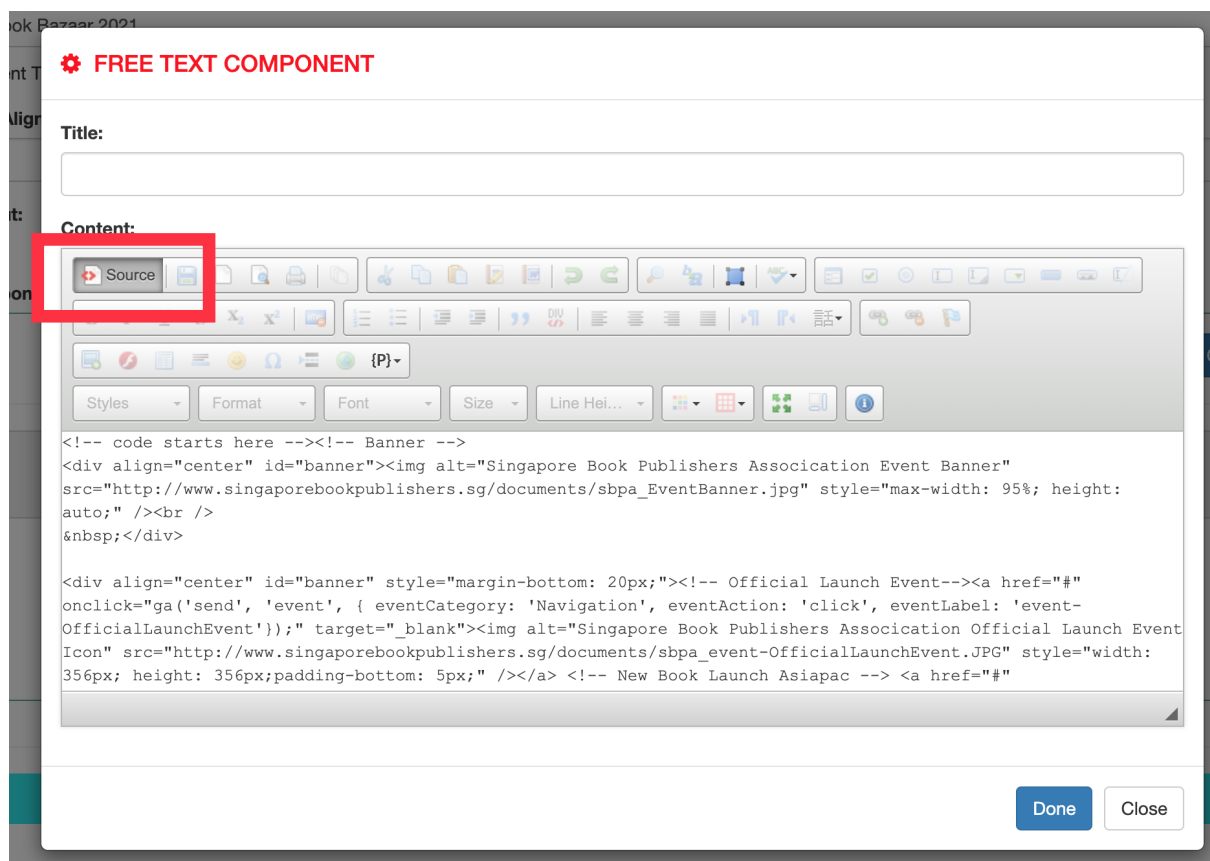 ook Bazaar 2021
FREE TEXT COMPONENT
ent T
Align
Title:
ut:
Content:
Source
pon
{P}
Styles Format Font Size Line Hei...
<!-- code starts here --><!-- Banner -->
<div align="center" id="banner"><img alt="Singapore Book Publishers Assocication Event Banner"
src="http://www.singaporebookpublishers.sg/documents/sbpa_EventBanner.jpg" style="max-width: 95%; height:
auto;" /><br />
&nbsp;</div>
<div align="center" id="banner" style="margin-bottom: 20px;"><!-- Official Launch Event--><a href="#"
onclick="ga('send', 'event', { eventCategory: 'Navigation', eventAction: 'click', eventLabel: 'event-
OfficialLaunchEvent'});" target="_blank"><img alt="Singapore Book Publishers Assocication Official Launch Event
Icon" src="http://www.singaporebookpublishers.sg/documents/sbpa_event-OfficialLaunchEvent.JPG" style="width:
356px; height: 356px;padding-bottom: 5px;" /></a> <!-- New Book Launch Asiapac --> <a href="#"
Done Close